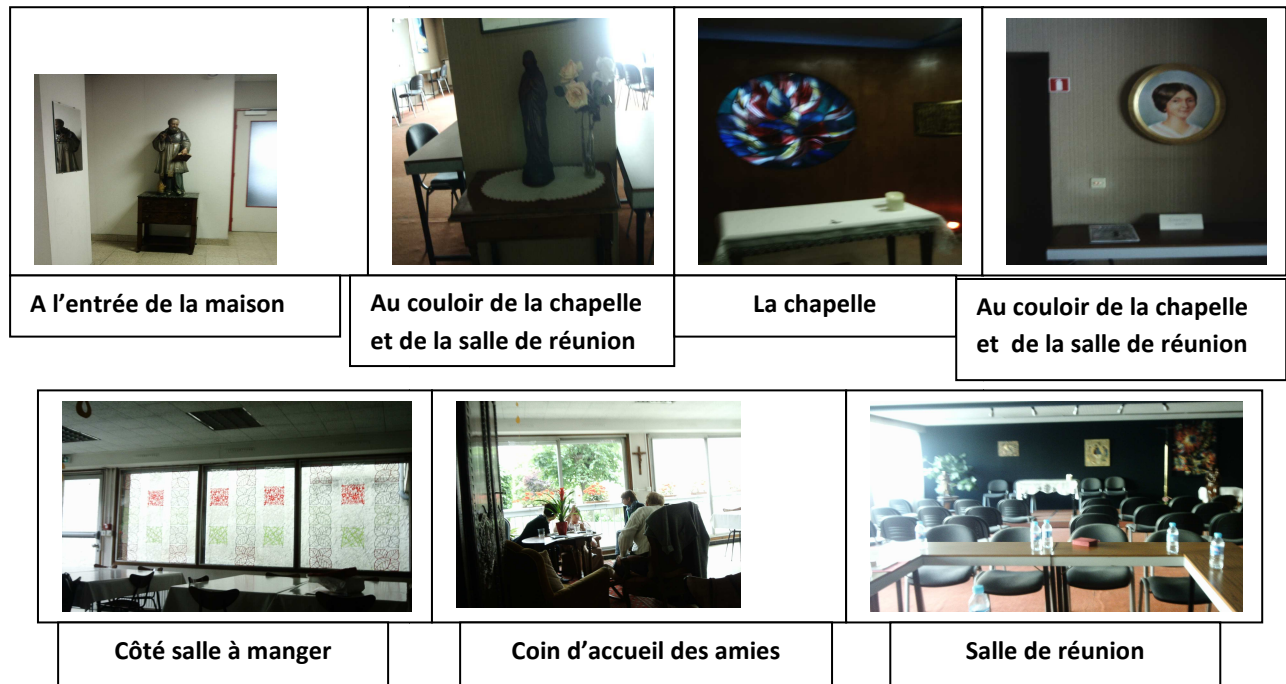 A l'entrée de la maison
Au couloir de la chapelle
et de la salle de réunion
La chapelle
Au couloir de la chapelle
et de la salle de réunion
Côté salle à manger
Coin d'accueil des amies
Salle de réunion